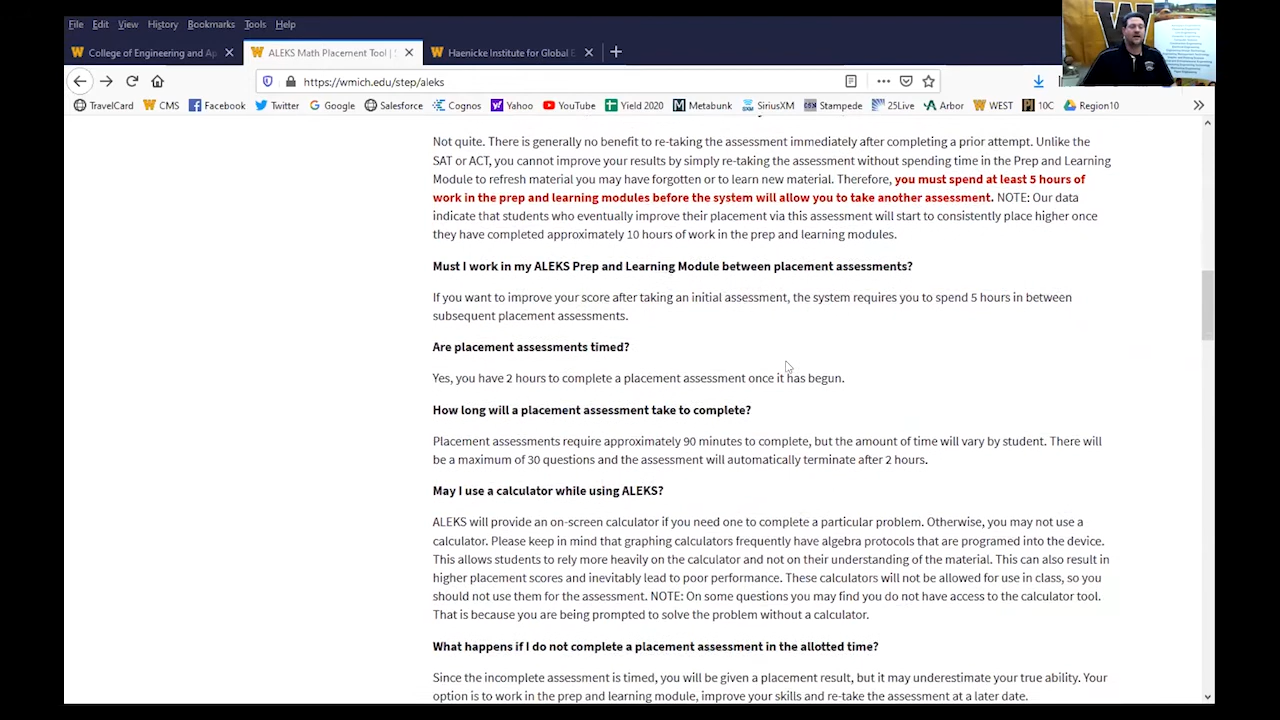 File Edit View History Bookmarks Tools Help
College of Engineering and Ap
ALEKS Math Placement Tool |
Institute for Global
https://wmich.edu/step/aleks
TravelCard CMS Facebook Twitter Google Salesforce Cognos Yahoo YouTube Yield 2020 Metabunk SiriusXM Stampede 25Live Arbor WEST 10C Region10
Not quite. There is generally no benefit to re-taking the assessment immediately after completing a prior attempt. Unlike the
SAT or ACT, you cannot improve your results by simply re-taking the assessment without spending time in the Prep and Learning
Module to refresh material you may have forgotten or to learn new material. Therefore, you must spend at least 5 hours of
work in the prep and learning modules before the system will allow you to take another assessment. NOTE: Our data
indicate that students who eventually improve their placement via this assessment will start to consistently place higher once
they have completed approximately 10 hours of work in the prep and learning modules.
Must I work in my ALEKS Prep and Learning Module between placement assessments?
If you want to improve your score after taking an initial assessment, the system requires you to spend 5 hours in between
subsequent placement assessments.
Are placement assessments timed?
Yes, you have 2 hours to complete a placement assessment once it has begun.
How long will a placement assessment take to complete?
Placement assessments require approximately 90 minutes to complete, but the amount of time will vary by student. There will
be a maximum of 30 questions and the assessment will automatically terminate after 2 hours.
May I use a calculator while using ALEKS?
ALEKS will provide an on-screen calculator if you need one to complete a particular problem. Otherwise, you may not use a
calculator. Please keep in mind that graphing calculators frequently have algebra protocols that are programed into the device.
This allows students to rely more heavily on the calculator and not on their understanding of the material. This can also result in
higher placement scores and inevitably lead to poor performance. These calculators will not be allowed for use in class, so you
should not use them for the assessment. NOTE: On some questions you may find you do not have access to the calculator tool.
That is because you are being prompted to solve the problem without a calculator.
What happens if I do not complete a placement assessment in the allotted time?
Since the incomplete assessment is timed, you will be given a placement result, but it may underestimate your true ability. Your
option is to work in the prep and learning module, improve your skills and re-take the assessment at a later date.